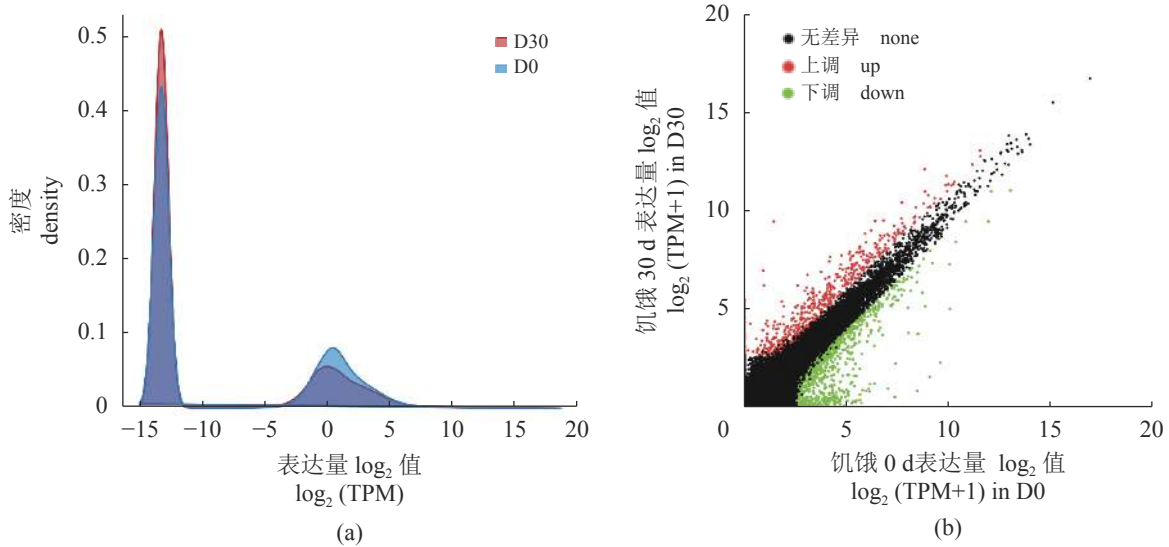 0.5
0.4
0.3
0.2
0.1
0
密度
density
D30
D0
−15
−10
−5
0
5
10
15
20
表达量 log₂ 值
log₂ (TPM)
(a)
20
15
10
5
饥饿 30 d 表达量 log₂ 值
log₂ (TPM+1) in D30
无差异 none
上调 up
下调 down
0
5
10
15
20
饥饿 0 d表达量 log₂ 值
log₂ (TPM+1) in D0
(b)